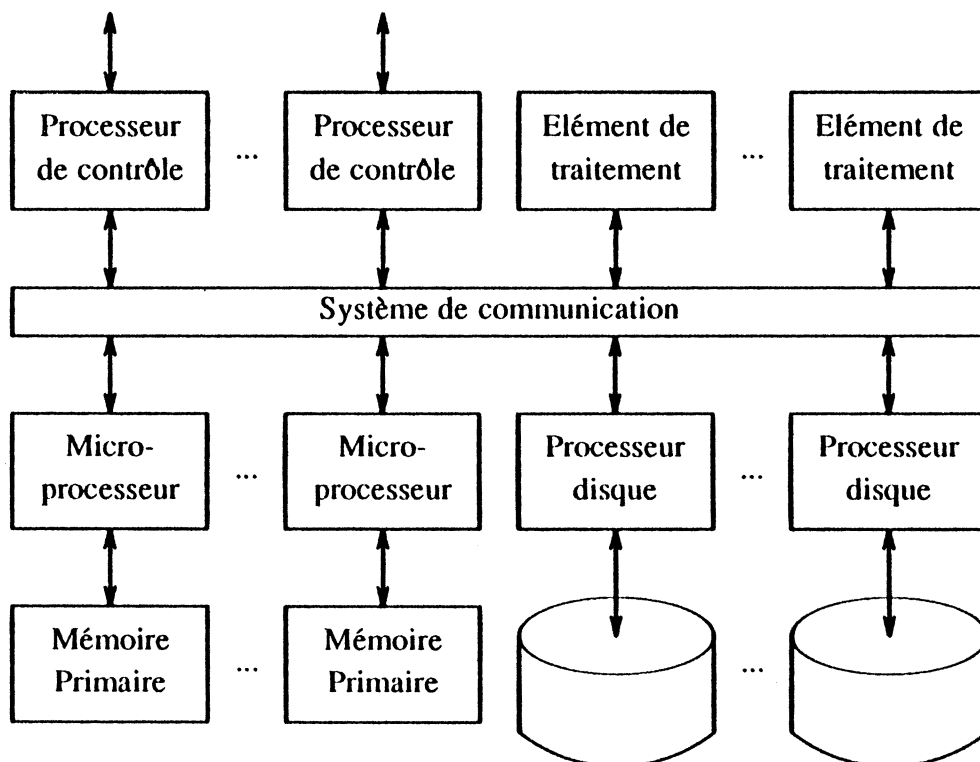 Processeur
de contrôle
...
Processeur
de contrôle
Elément de
traitement
...
Elément de
traitement
Système de communication
Micro-
processeur
...
Micro-
processeur
Processeur
disque
...
Processeur
disque
Mémoire
Primaire
...
Mémoire
Primaire
...